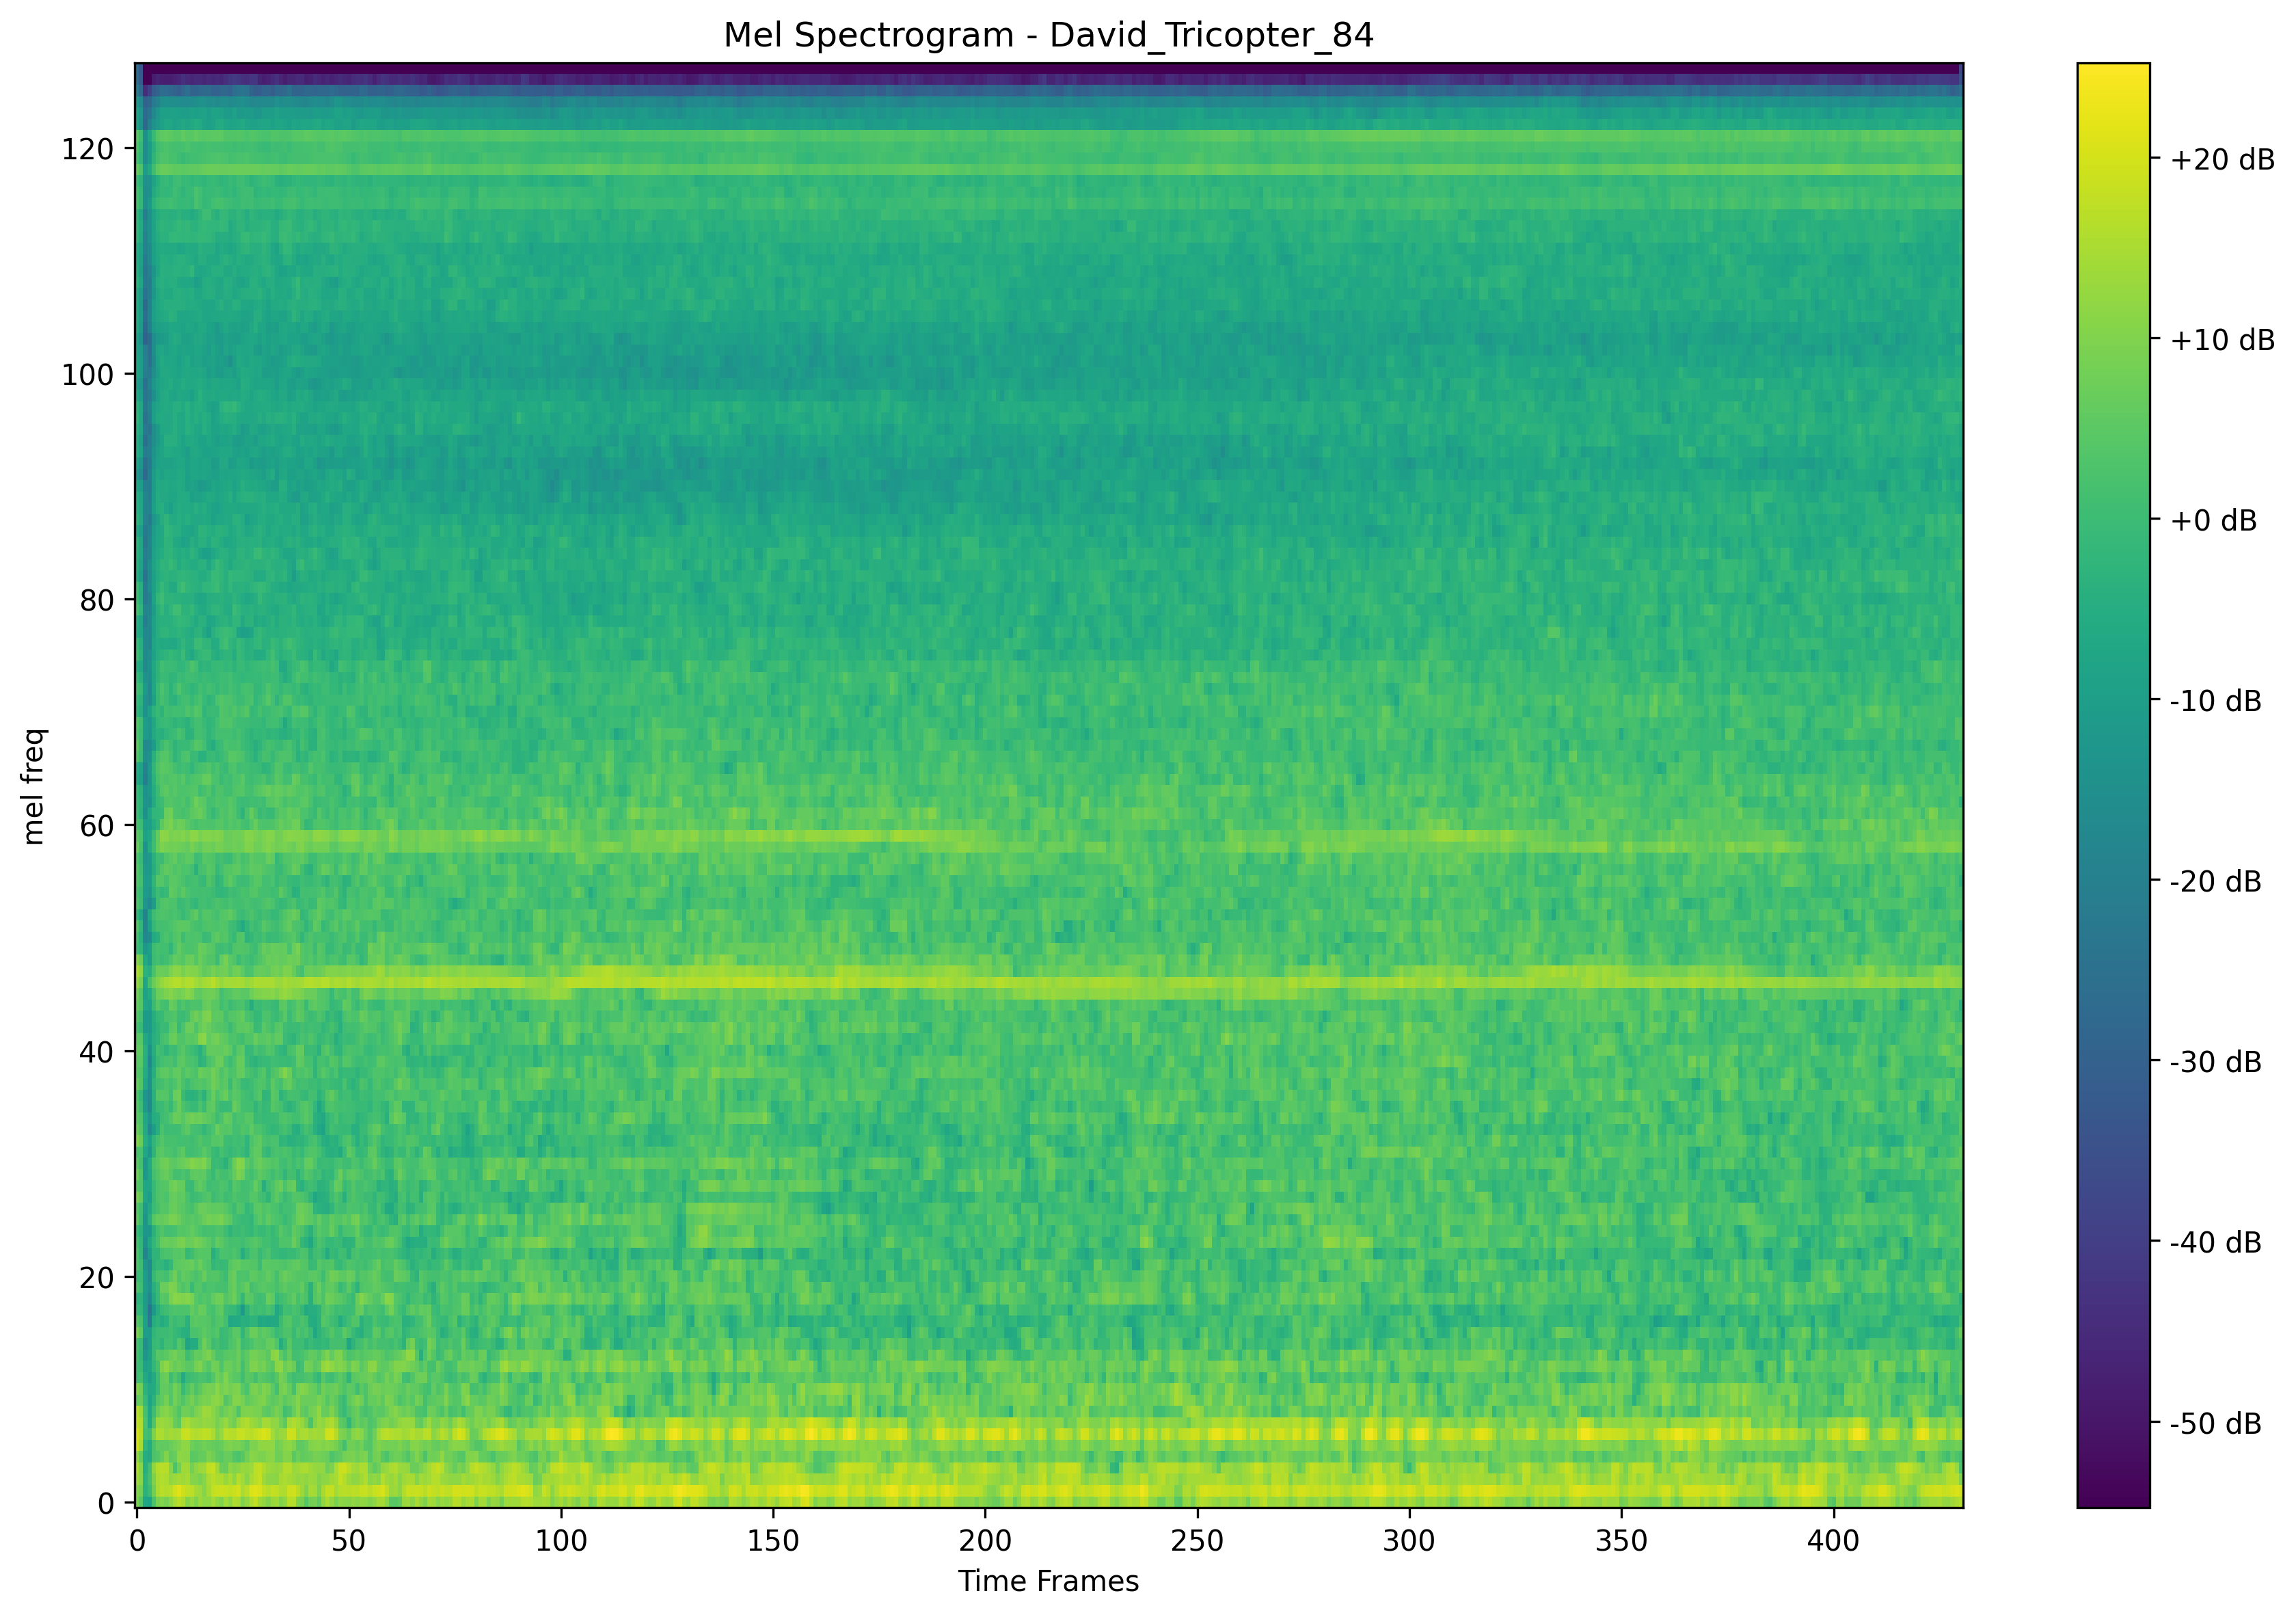 Mel Spectrogram - David_Tricopter_84
mel freq
120
100
80
60
40
20
0
0 50 100 150 200 250 300 350 400
Time Frames
+20 dB
+10 dB
+0 dB
-10 dB
-20 dB
-30 dB
-40 dB
-50 dB